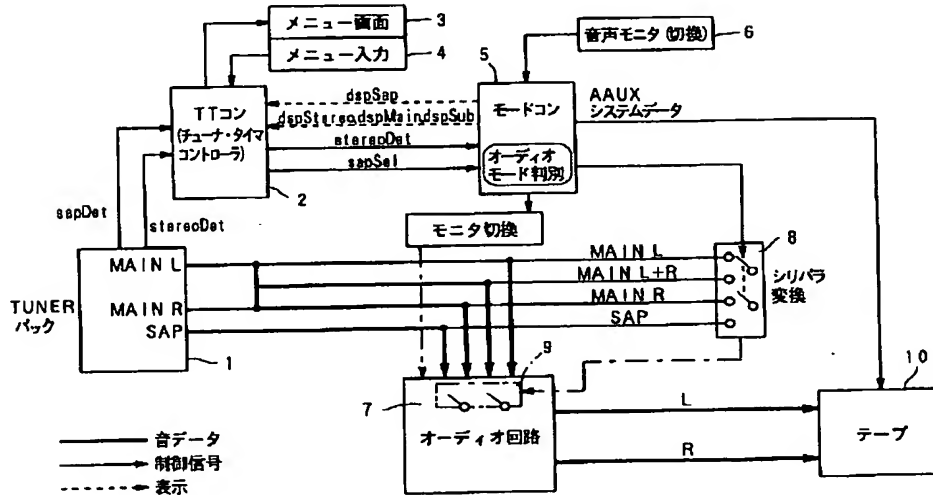 メニュー画面
3
メニュー入力
4
音声モニタ(切換)
6
5
TTコン
(チューナ・タイマ
コントローラ)
2
dspSap
dspStereo,dspMain,dspSub
stereoDet
sapSel
モードコン
オーディオ
モード判別
AAUX
システムデータ
sapDet
stereoDet
モニタ切換
8
シリパラ
変換
TUNER
パック
MAIN L
MAIN R
SAP
1
MAIN L
MAIN L+R
MAIN R
SAP
9
7
オーディオ回路
L
R
10
テープ
音データ
制御信号
表示